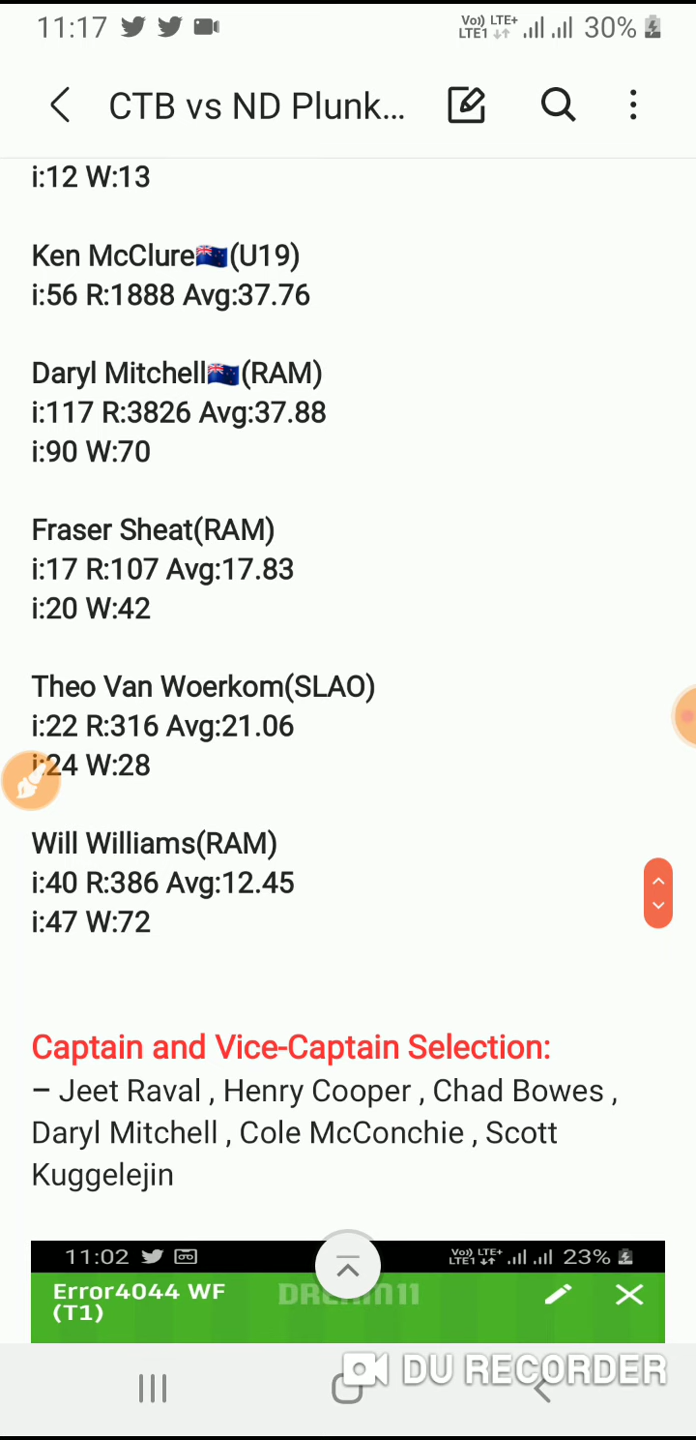 11:17 Vo)) LTE+ LTE1 30%
CTB vs ND Plunk...
i:12 W:13
Ken McClure🇳🇿(U19)
i:56 R:1888 Avg:37.76
Daryl Mitchell🇳🇿(RAM)
i:117 R:3826 Avg:37.88
i:90 W:70
Fraser Sheat(RAM)
i:17 R:107 Avg:17.83
i:20 W:42
Theo Van Woerkom(SLAO)
i:22 R:316 Avg:21.06
i:24 W:28
Will Williams(RAM)
i:40 R:386 Avg:12.45
i:47 W:72
Captain and Vice-Captain Selection:
– Jeet Raval , Henry Cooper , Chad Bowes ,
Daryl Mitchell , Cole McConchie , Scott
Kuggelejin
11:02 Vo)) LTE+ LTE1 23%
Error4044 WF DREAM11
(T1)
DU RECORDER